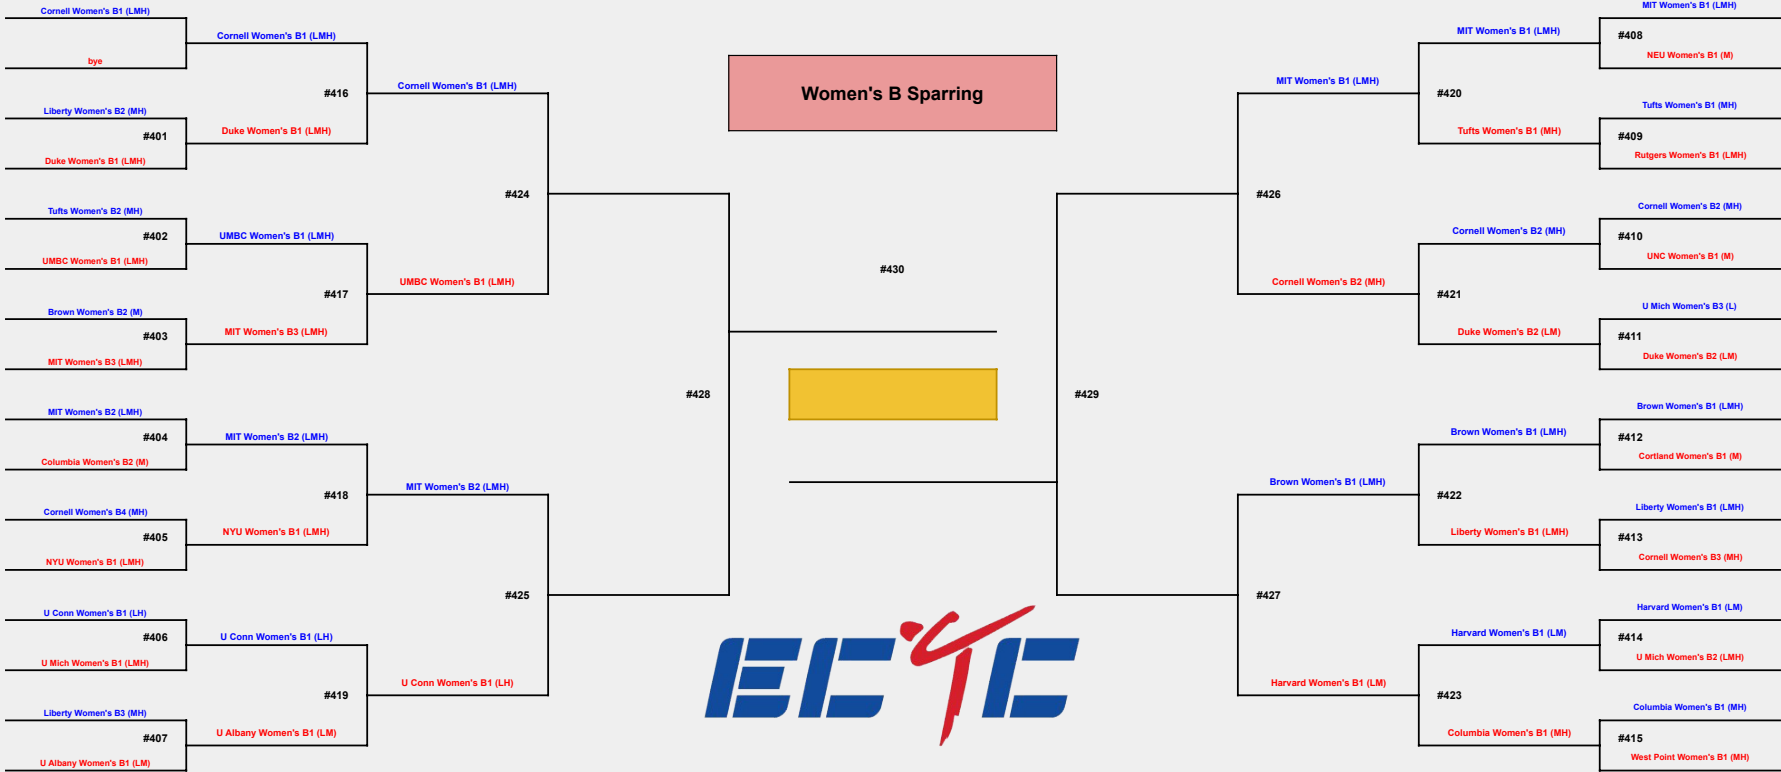 Cornell Women's B1 (LMH)
bye
Liberty Women's B2 (MH)
#401
Duke Women's B1 (LMH)
Tufts Women's B2 (MH)
#402
UMBC Women's B1 (LMH)
Brown Women's B2 (M)
#403
MIT Women's B3 (LMH)
MIT Women's B2 (LMH)
#404
Columbia Women's B2 (M)
Cornell Women's B4 (MH)
#405
NYU Women's B1 (LMH)
U Conn Women's B1 (LH)
#406
U Mich Women's B1 (LMH)
Liberty Women's B3 (MH)
#407
U Albany Women's B1 (LM)
Cornell Women's B1 (LMH)
#416
Duke Women's B1 (LMH)
UMBC Women's B1 (LMH)
#417
MIT Women's B3 (LMH)
MIT Women's B2 (LMH)
#418
NYU Women's B1 (LMH)
U Conn Women's B1 (LH)
#419
U Albany Women's B1 (LM)
Cornell Women's B1 (LMH)
#424
UMBC Women's B1 (LMH)
MIT Women's B2 (LMH)
#425
U Conn Women's B1 (LH)
#428
Women's B Sparring
#430
ECTC
#429
MIT Women's B1 (LMH)
#426
Cornell Women's B2 (MH)
Brown Women's B1 (LMH)
#427
Harvard Women's B1 (LM)
MIT Women's B1 (LMH)
#420
Tufts Women's B1 (MH)
Cornell Women's B2 (MH)
#421
Duke Women's B2 (LM)
Brown Women's B1 (LMH)
#422
Liberty Women's B1 (LMH)
Harvard Women's B1 (LM)
#423
Columbia Women's B1 (MH)
MIT Women's B1 (LMH)
#408
NEU Women's B1 (M)
Tufts Women's B1 (MH)
#409
Rutgers Women's B1 (LMH)
Cornell Women's B2 (MH)
#410
UNC Women's B1 (M)
U Mich Women's B3 (L)
#411
Duke Women's B2 (LM)
Brown Women's B1 (LMH)
#412
Cortland Women's B1 (M)
Liberty Women's B1 (LMH)
#413
Cornell Women's B3 (MH)
Harvard Women's B1 (LM)
#414
U Mich Women's B2 (LMH)
Columbia Women's B1 (MH)
#415
West Point Women's B1 (MH)